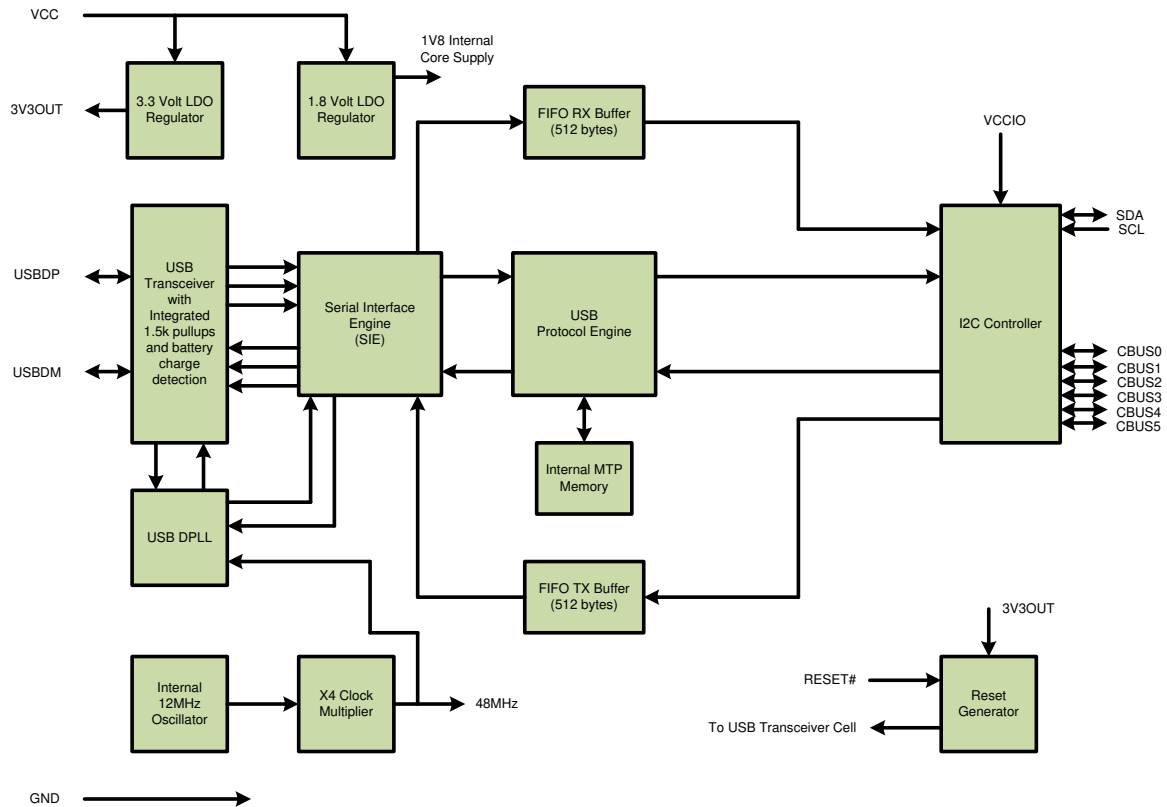 VCC
1V8 Internal
Core Supply
3.3 Volt LDO
Regulator
1.8 Volt LDO
Regulator
3V3OUT
FIFO RX Buffer
(512 bytes)
VCCIO
USB
Transceiver
with
Integrated
1.5k pullups
and battery
charge
detection
USBDP
USBDM
Serial Interface
Engine
(SIE)
USB
Protocol Engine
I2C Controller
SDA
SCL
CBUS0
CBUS1
CBUS2
CBUS3
CBUS4
CBUS5
Internal MTP
Memory
USB DPLL
FIFO TX Buffer
(512 bytes)
3V3OUT
Internal
12MHz
Oscillator
X4 Clock
Multiplier
48MHz
RESET#
Reset
Generator
To USB Transceiver Cell
GND